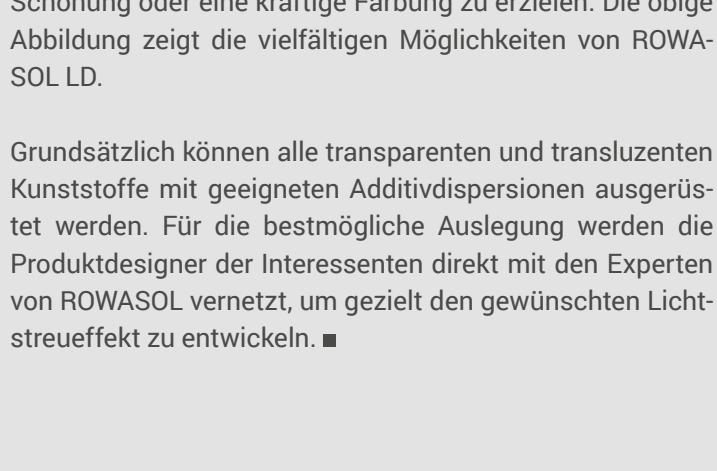 Schönung oder eine kräftige Färbung zu erzielen. Die obige
Abbildung zeigt die vielfältigen Möglichkeiten von ROWA-
SOL LD.
Grundsätzlich können alle transparenten und transluzenten
Kunststoffe mit geeigneten Additivdispersionen ausgerüs-
tet werden. Für die bestmögliche Auslegung werden die
Produktdesigner der Interessenten direkt mit den Experten
von ROWASOL vernetzt, um gezielt den gewünschten Licht-
streueffekt zu entwickeln. ■